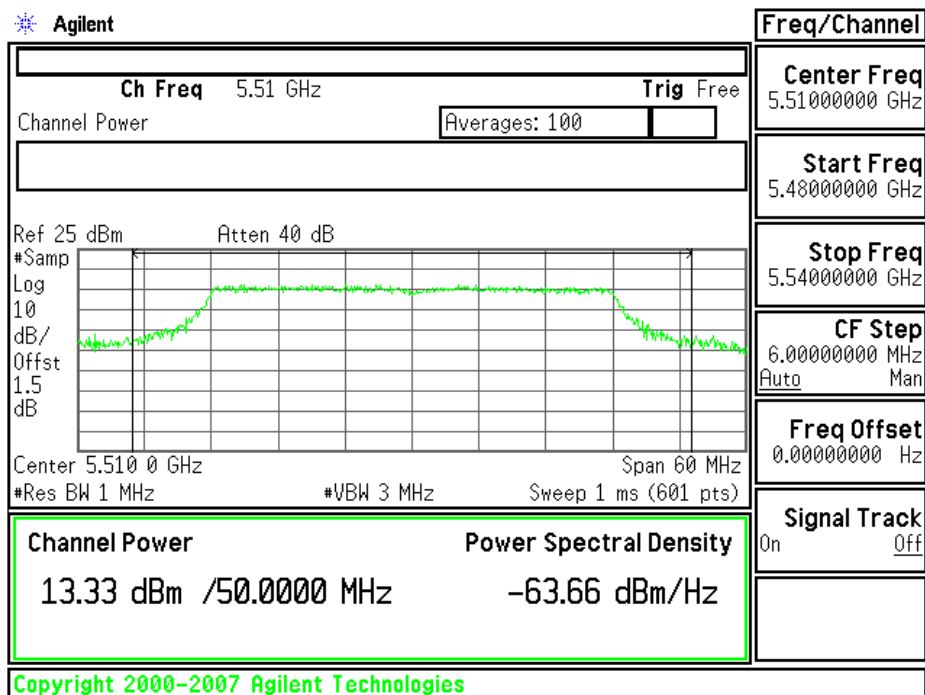 Agilent
Freq/Channel
Ch Freq 5.51 GHz Trig Free
Channel Power Averages: 100
Ref 25 dBm Atten 40 dB
#Samp
Log
10
dB/
Offst
1.5
dB
Center 5.510 0 GHz Span 60 MHz
#Res BW 1 MHz #VBW 3 MHz Sweep 1 ms (601 pts)
Channel Power Power Spectral Density
13.33 dBm /50.0000 MHz -63.66 dBm/Hz
Center Freq
5.51000000 GHz
Start Freq
5.48000000 GHz
Stop Freq
5.54000000 GHz
CF Step
6.00000000 MHz
Auto Man
Freq Offset
0.00000000 Hz
Signal Track
On Off
Copyright 2000-2007 Agilent Technologies